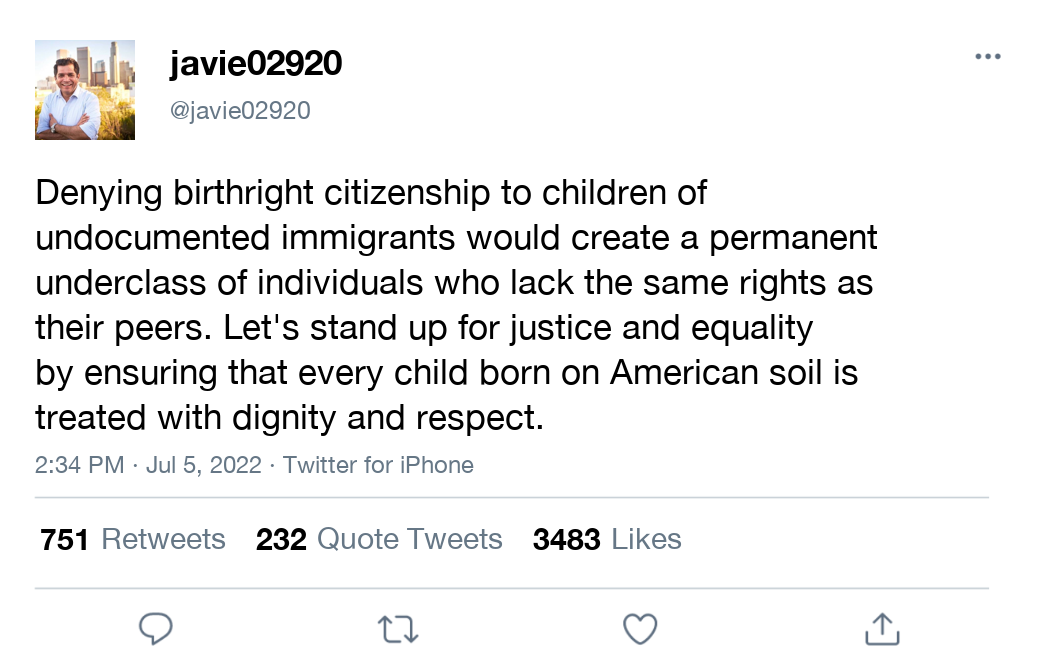 javie02920
@javie02920
Denying birthright citizenship to children of
undocumented immigrants would create a permanent
underclass of individuals who lack the same rights as
their peers. Let's stand up for justice and equality
by ensuring that every child born on American soil is
treated with dignity and respect.
2:34 PM · Jul 5, 2022 · Twitter for iPhone
751 Retweets 232 Quote Tweets 3483 Likes